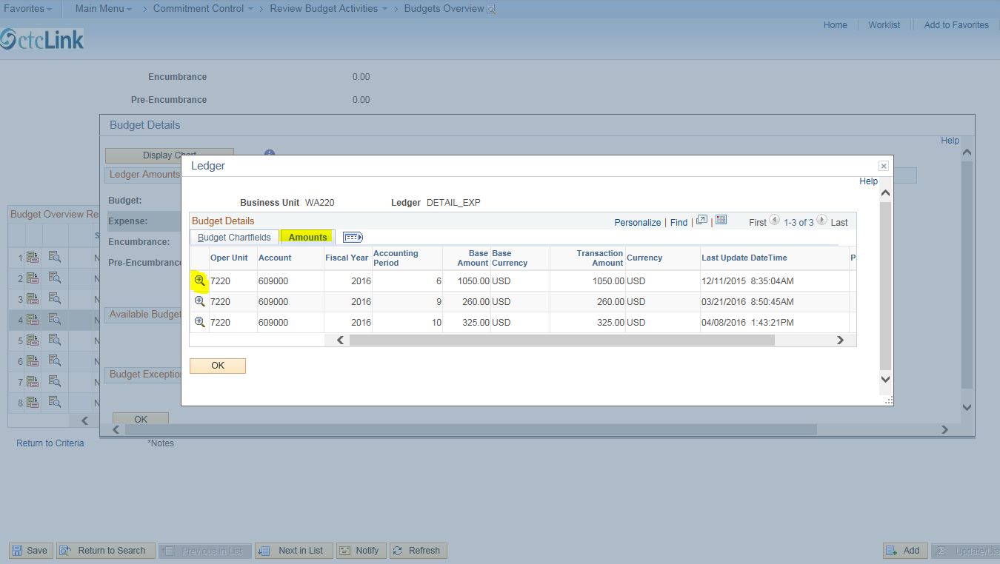 Favorites Main Menu > Commitment Control > Review Budget Activities > Budgets Overview
Home Worklist Add to Favorites
ctcLink
Encumbrance 0.00
Pre-Encumbrance 0.00
Budget Details
Help
Display Chart
Ledger Amounts
Budget:
Expense:
Encumbrance:
Pre-Encumbrance
Available Budget
Budget Exception
OK
Budget Overview Re
S
1 N
2 N
3 N
4 N
5 N
6 N
7 N
8 N
Ledger
Help
Business Unit WA220 Ledger DETAIL_EXP
Budget Details Personalize | Find | | First 1-3 of 3 Last
Budget Chartfields Amounts
Oper Unit Account Fiscal Year Accounting Period Base Amount Base Currency Transaction Amount Currency Last Update DateTime P
7220 609000 2016 6 1050.00 USD 1050.00 USD 12/11/2015 8:35:04AM
7220 609000 2016 9 260.00 USD 260.00 USD 03/21/2016 8:50:45AM
7220 609000 2016 10 325.00 USD 325.00 USD 04/08/2016 1:43:21PM
OK
Return to Criteria *Notes
Save Return to Search Previous in List Next in List Notify Refresh Add Update/Dis